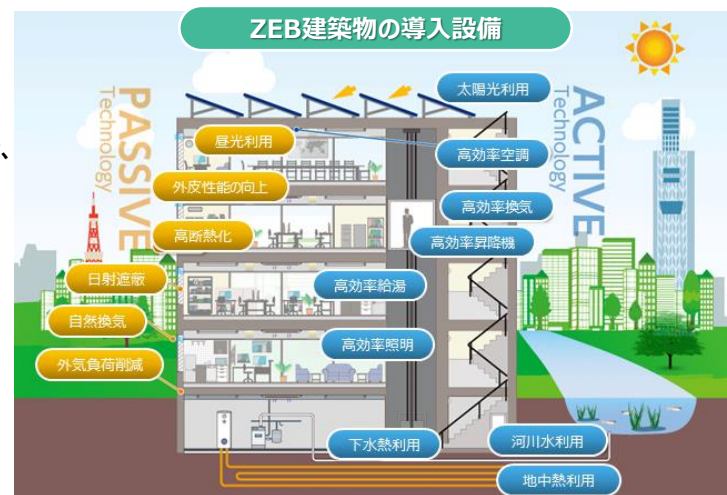 ZEB建築物の導入設備
、
PASSIVE
Technology
ACTIVE
Technology
太陽光利用
昼光利用
高効率空調
外皮性能の向上
高効率換気
高断熱化
高効率昇降機
日射遮蔽
高効率給湯
自然換気
高効率照明
外気負荷削減
下水熱利用
河川水利用
地中熱利用